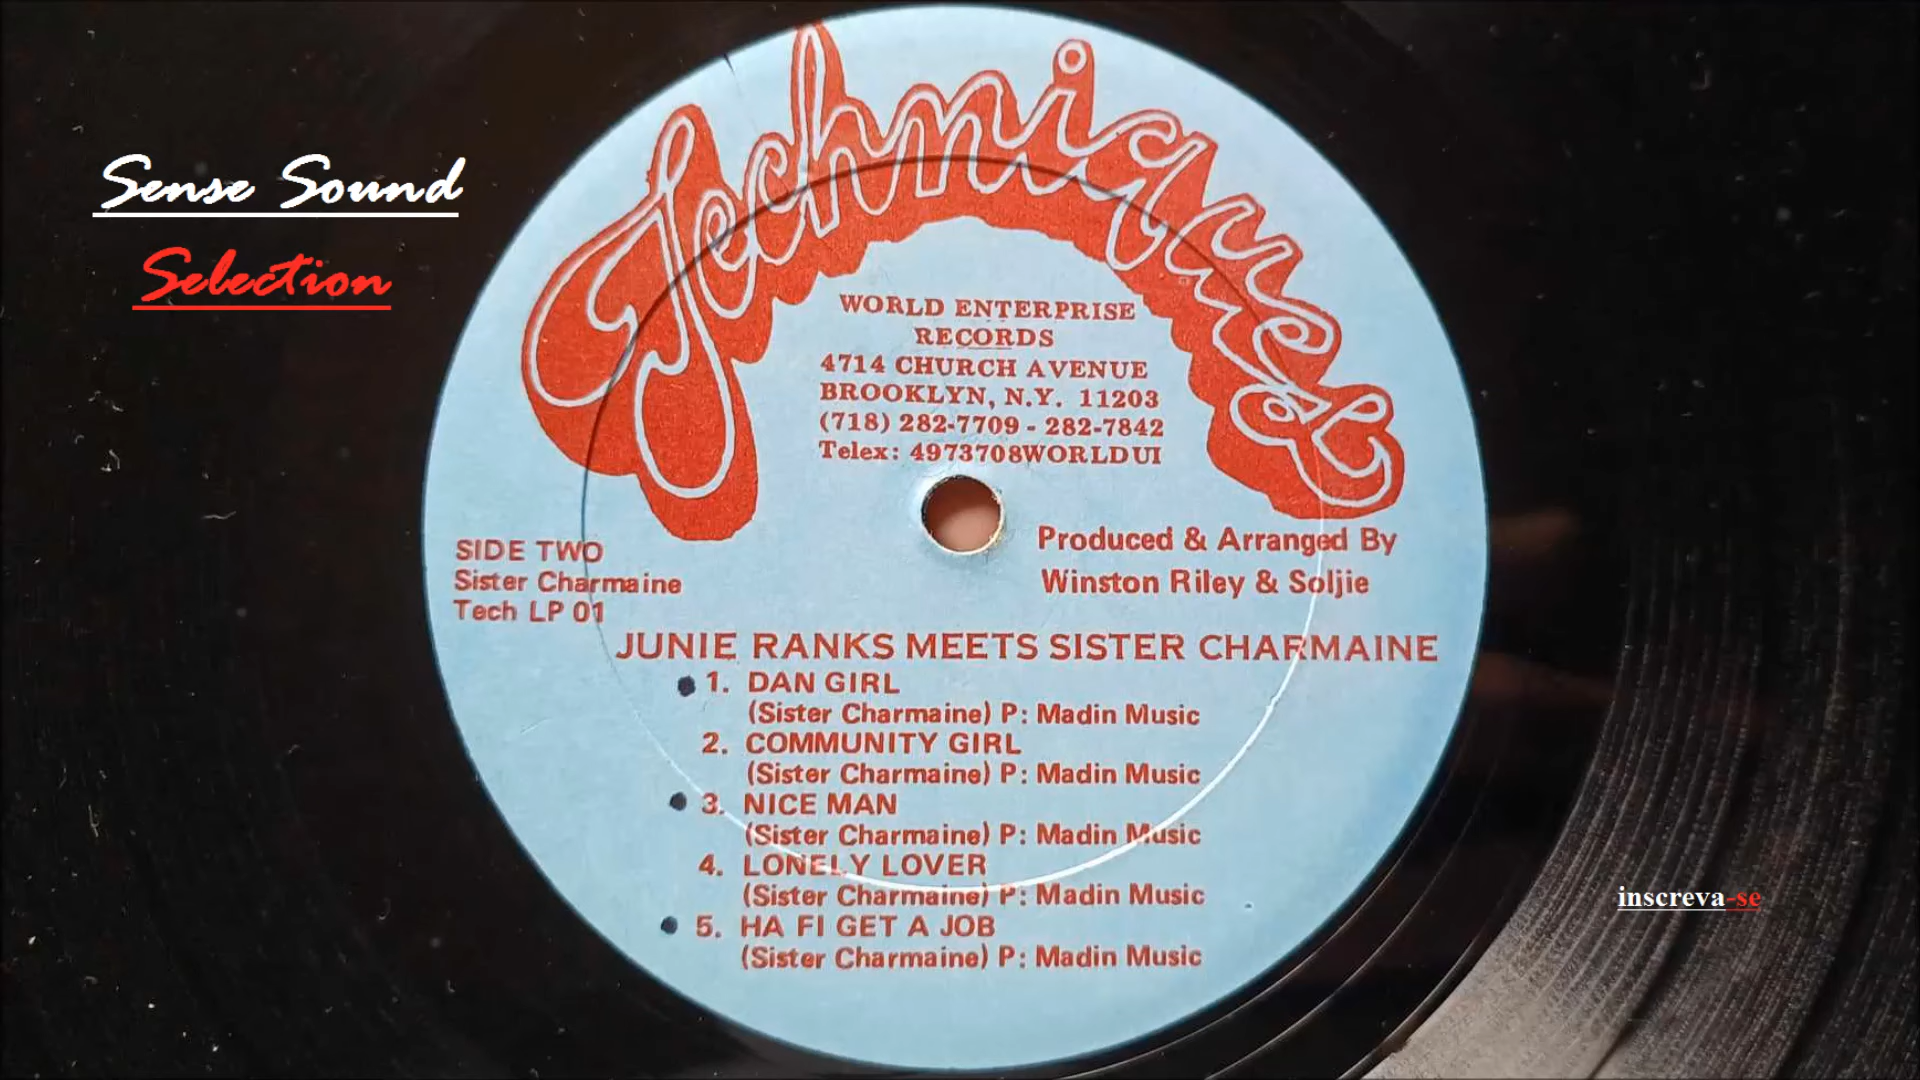 Techniques
Sense Sound
Selection
WORLD ENTERPRISE
RECORDS
4714 CHURCH AVENUE
BROOKLYN, N.Y. 11203
(718) 282-7709 - 282-7842
Telex: 4973708WORLDUI
SIDE TWO
Sister Charmaine
Tech LP 01
Produced & Arranged By
Winston Riley & Soljie
JUNIE RANKS MEETS SISTER CHARMAINE
1. DAN GIRL
(Sister Charmaine) P: Madin Music
2. COMMUNITY GIRL
(Sister Charmaine) P: Madin Music
3. NICE MAN
(Sister Charmaine) P: Madin Music
4. LONELY LOVER
(Sister Charmaine) P: Madin Music
5. HA FI GET A JOB
(Sister Charmaine) P: Madin Music
inscreva-se